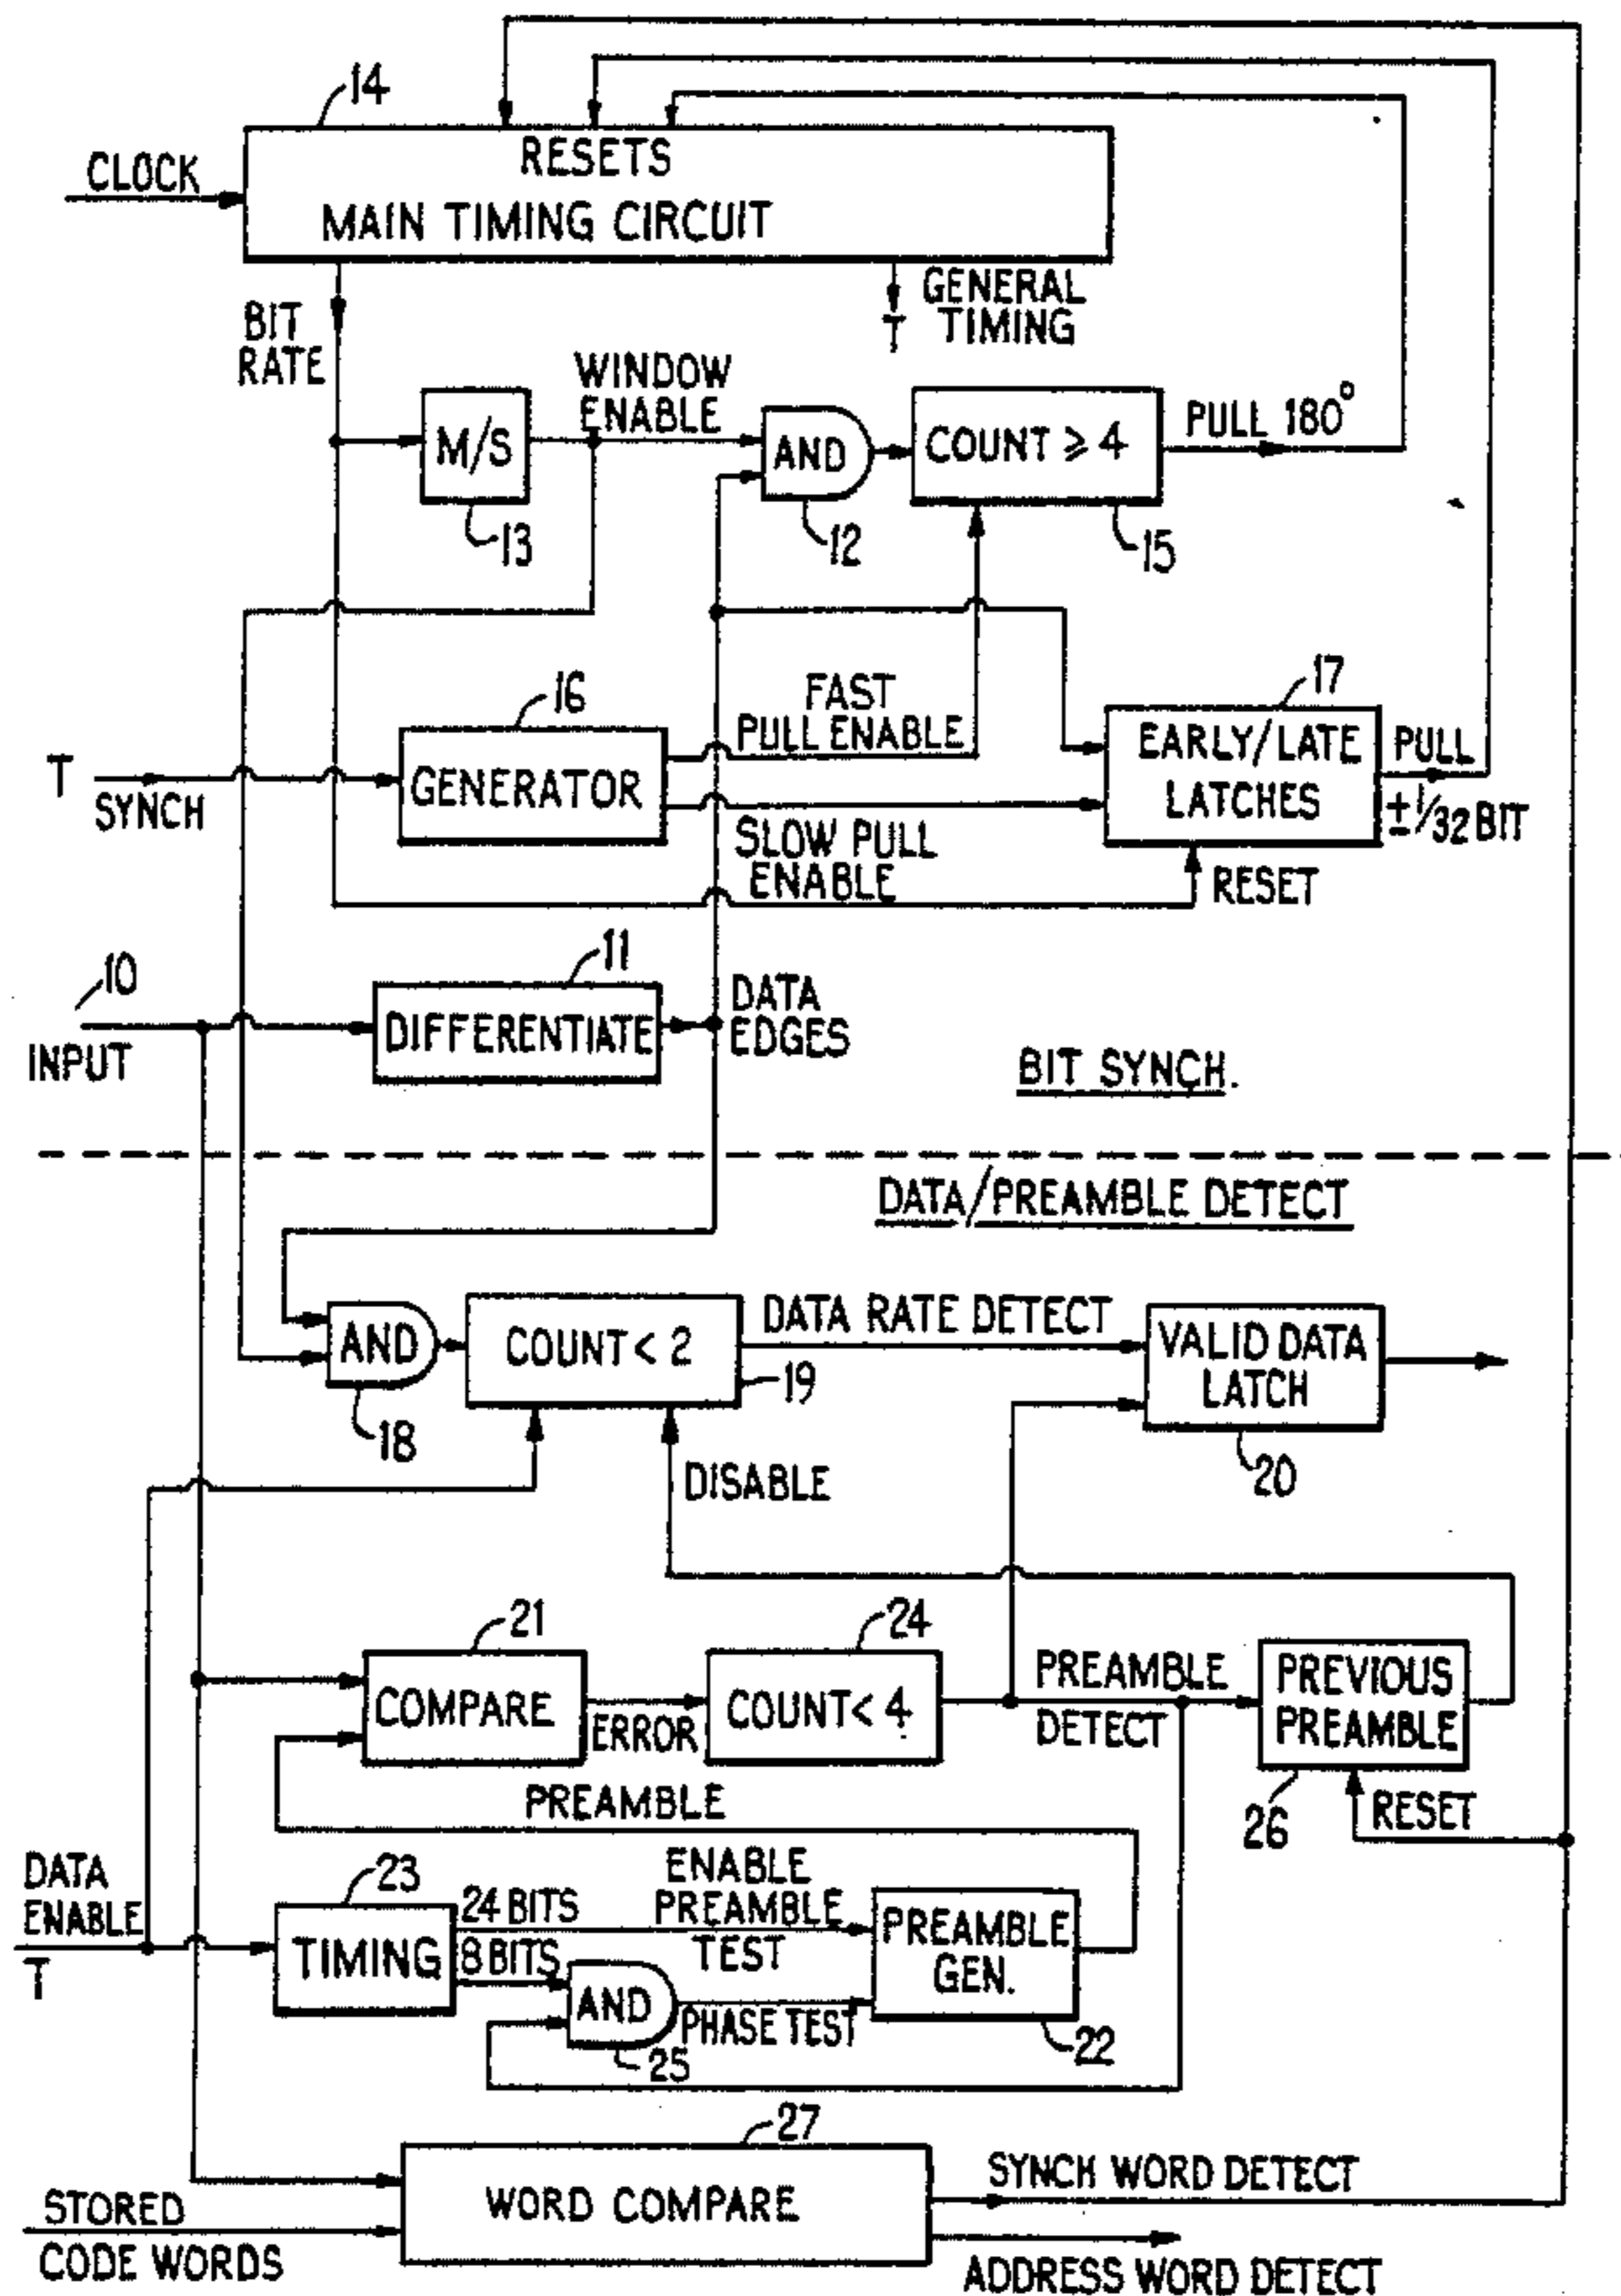 14
RESETS
CLOCK
MAIN TIMING CIRCUIT
BIT
RATE
GENERAL
TIMING
T
WINDOW
ENABLE
M/S
13
AND
12
COUNT ≥ 4
15
PULL 180°
16
FAST
PULL ENABLE
17
T
SYNCH
GENERATOR
EARLY/LATE
LATCHES
PULL
± 1/32 BIT
SLOW PULL
ENABLE
RESET
10
INPUT
11
DIFFERENTIATE
DATA
EDGES
BIT SYNCH.
DATA/PREAMBLE DETECT
AND
18
COUNT < 2
19
DATA RATE DETECT
VALID DATA
LATCH
20
DISABLE
21
COMPARE
ERROR
24
COUNT < 4
PREAMBLE
DETECT
PREVIOUS
PREAMBLE
26
RESET
PREAMBLE
DATA
ENABLE
T
23
TIMING
24 BITS
8 BITS
ENABLE
PREAMBLE
TEST
AND
25
PHASE TEST
PREAMBLE
GEN.
22
27
WORD COMPARE
STORED
CODE WORDS
SYNCH WORD DETECT
ADDRESS WORD DETECT